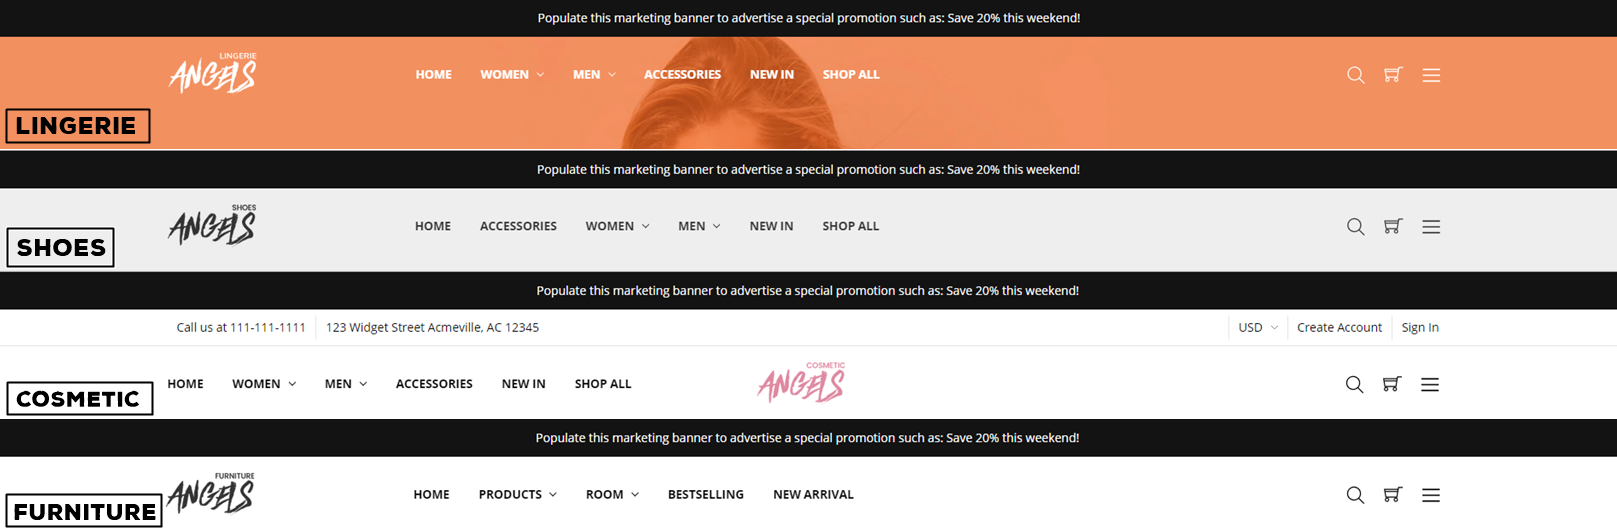 Populate this marketing banner to advertise a special promotion such as: Save 20% this weekend!
LINGERIE
ANGELS
HOME WOMEN MEN ACCESSORIES NEW IN SHOP ALL
LINGERIE
Populate this marketing banner to advertise a special promotion such as: Save 20% this weekend!
SHOES
ANGELS
HOME ACCESSORIES WOMEN MEN NEW IN SHOP ALL
SHOES
Populate this marketing banner to advertise a special promotion such as: Save 20% this weekend!
Call us at 111-111-1111 123 Widget Street Acmeville, AC 12345 USD Create Account Sign In
COSMETIC
HOME WOMEN MEN ACCESSORIES NEW IN SHOP ALL ANGELS
COSMETIC
Populate this marketing banner to advertise a special promotion such as: Save 20% this weekend!
FURNITURE
ANGELS
HOME PRODUCTS ROOM BESTSELLING NEW ARRIVAL
FURNITURE